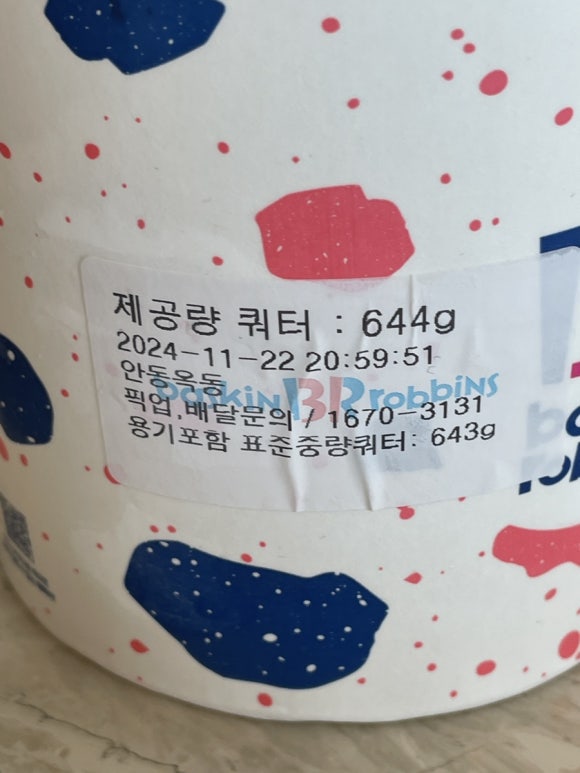 제공량 쿼터 : 644g
2024-11-22 20:59:51
안동옥동
baskin BR robbins
픽업,배달문의 / 1670-3131
용기포함 표준중량쿼터: 643g